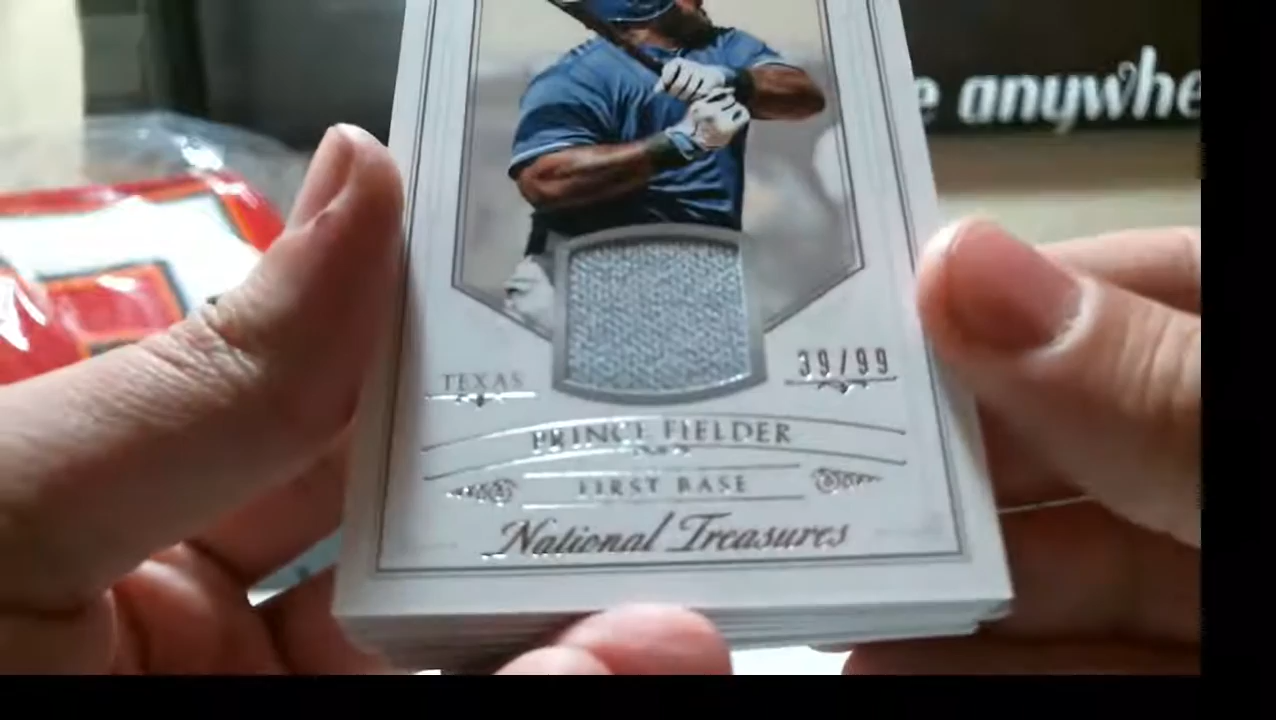 e anywhe
39/99
TEXAS
PRINCE FIELDER
FIRST BASE
National Treasures